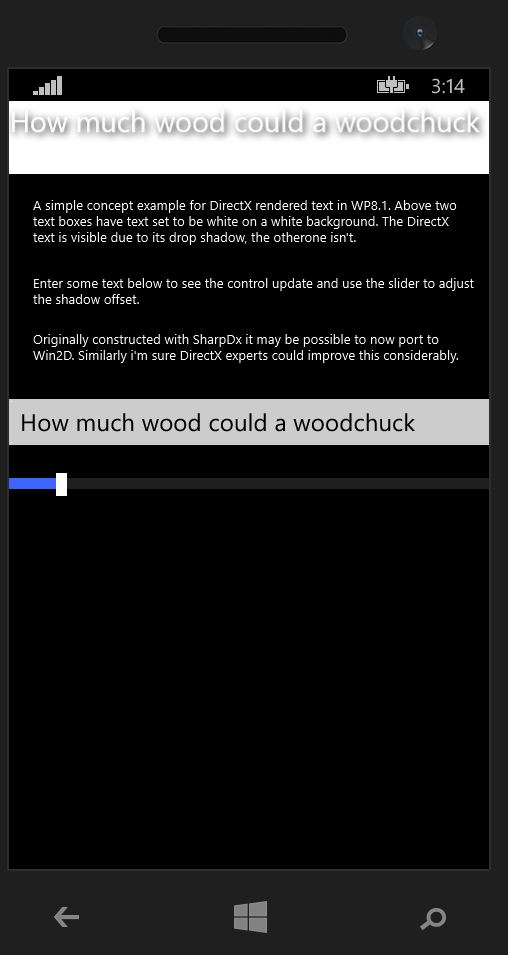 3:14
How much wood could a woodchuck
A simple concept example for DirectX rendered text in WP8.1. Above two
text boxes have text set to be white on a white background. The DirectX
text is visible due to its drop shadow, the otherone isn't.
Enter some text below to see the control update and use the slider to adjust
the shadow offset.
Originally constructed with SharpDx it may be possible to now port to
Win2D. Similarly i'm sure DirectX experts could improve this considerably.
How much wood could a woodchuck